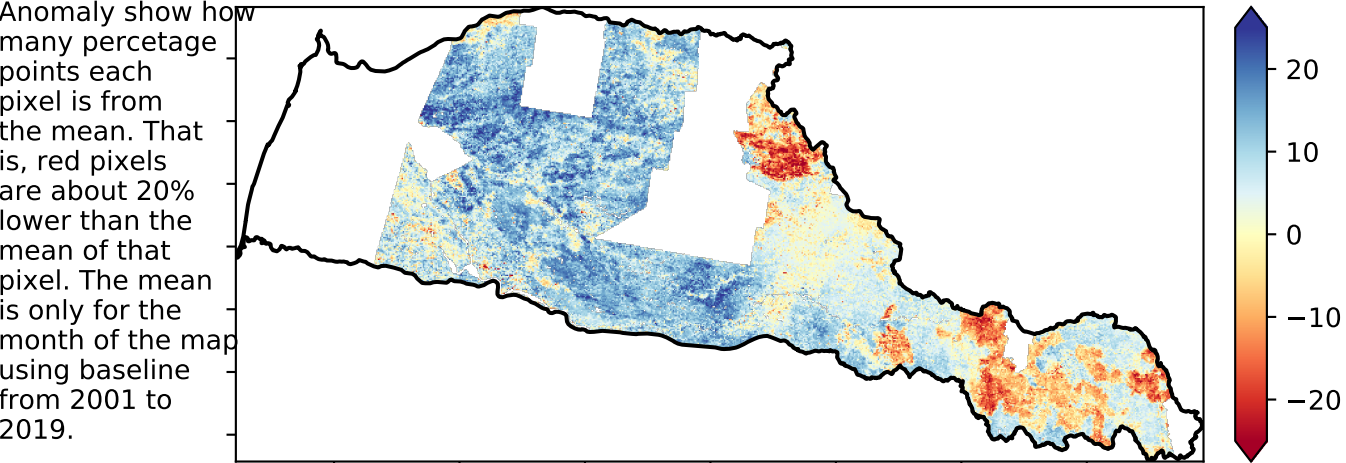 Anomaly show how
many percetage
points each
pixel is from
the mean. That
is, red pixels
are about 20%
lower than the
mean of that
pixel. The mean
is only for the
month of the map
using baseline
from 2001 to
2019.
20
10
0
−10
−20